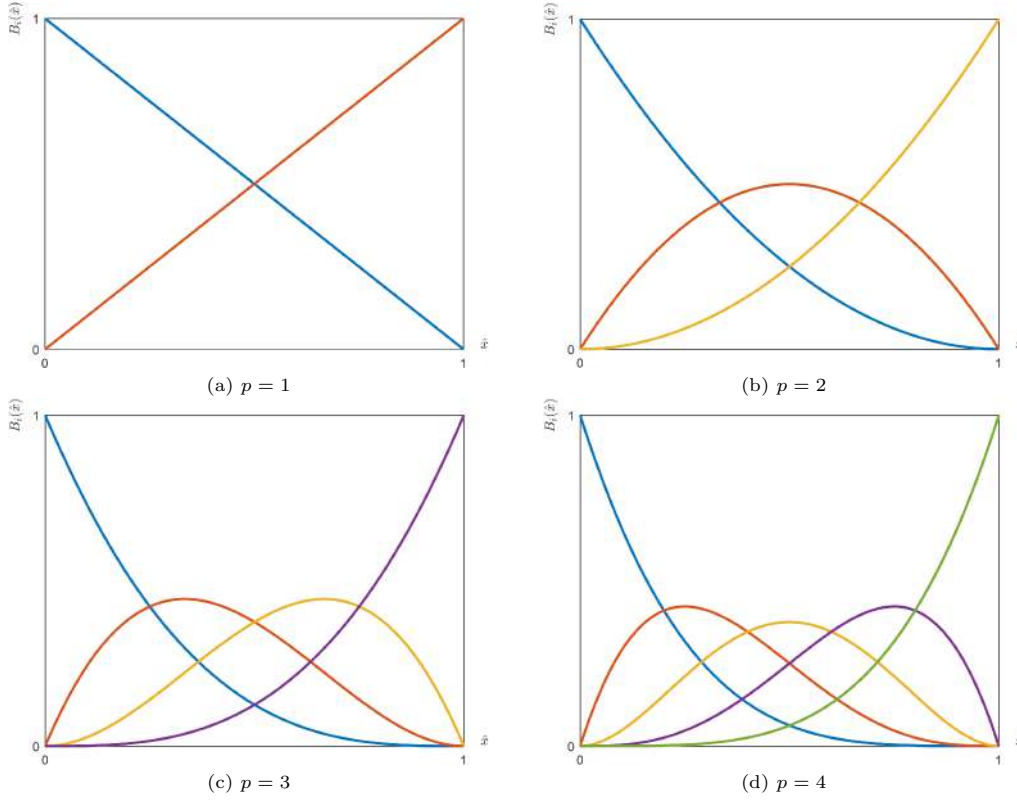 B_i(x̂)
1
0
0
1
x̂
(a) p = 1
B_i(x̂)
1
0
0
1
(b) p = 2
B_i(x̂)
1
0
0
1
x̂
(c) p = 3
B_i(x̂)
1
0
0
1
(d) p = 4